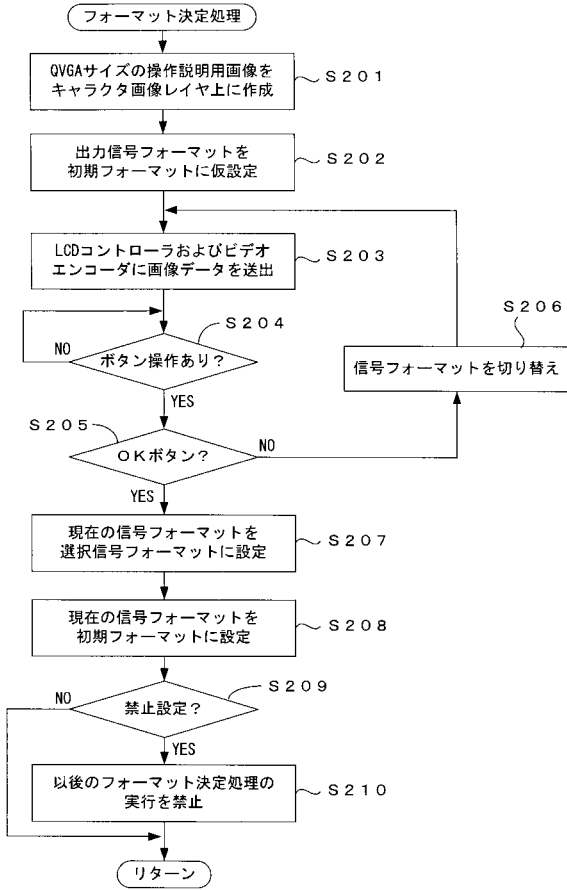 フォーマット決定処理
QVGAサイズの操作説明用画像を
キャラクタ画像レイヤ上に作成
S201
出力信号フォーマットを
初期フォーマットに仮設定
S202
LCDコントローラおよびビデオ
エンコーダに画像データを送出
S203
S204
ボタン操作あり?
NO
YES
S206
信号フォーマットを切り替え
S205
OKボタン?
NO
YES
現在の信号フォーマットを
選択信号フォーマットに設定
S207
現在の信号フォーマットを
初期フォーマットに設定
S208
S209
禁止設定?
NO
YES
以後のフォーマット決定処理の
実行を禁止
S210
リターン